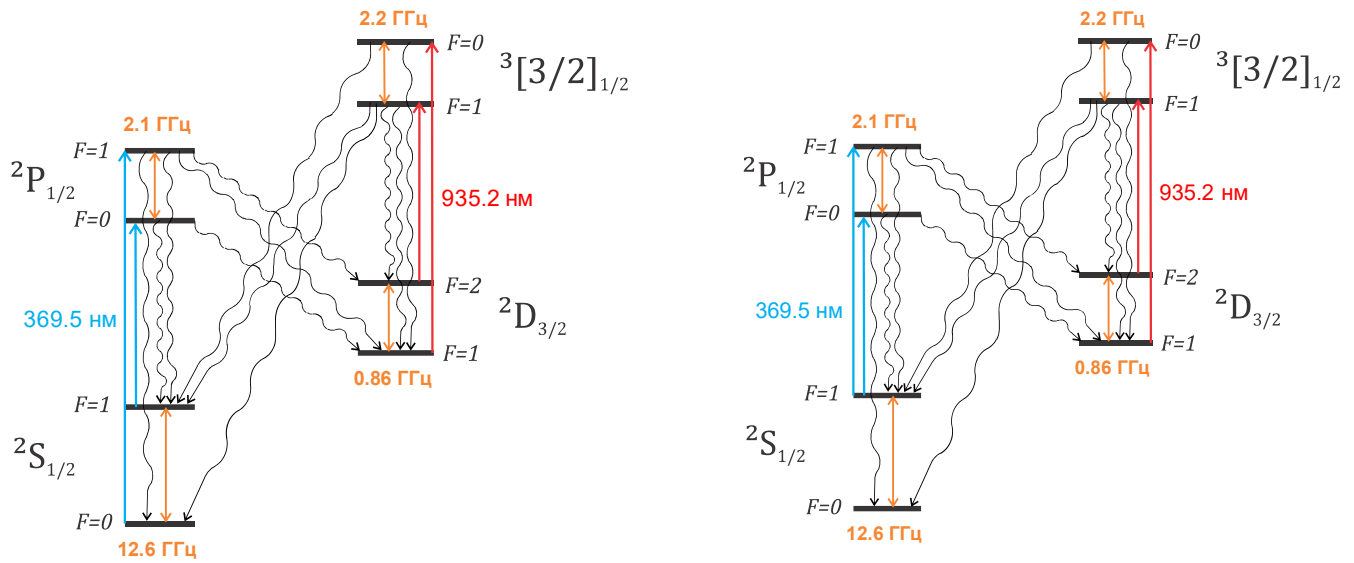 2.2 ГГц
F=0
³[3/2]₁/₂
F=1
2.1 ГГц
F=1
²P₁/₂
F=0
935.2 нм
F=2
²D₃/₂
369.5 нм
F=1
0.86 ГГц
F=1
²S₁/₂
F=0
12.6 ГГц
2.2 ГГц
F=0
³[3/2]₁/₂
F=1
2.1 ГГц
F=1
²P₁/₂
F=0
935.2 нм
F=2
²D₃/₂
369.5 нм
F=1
0.86 ГГц
F=1
²S₁/₂
F=0
12.6 ГГц